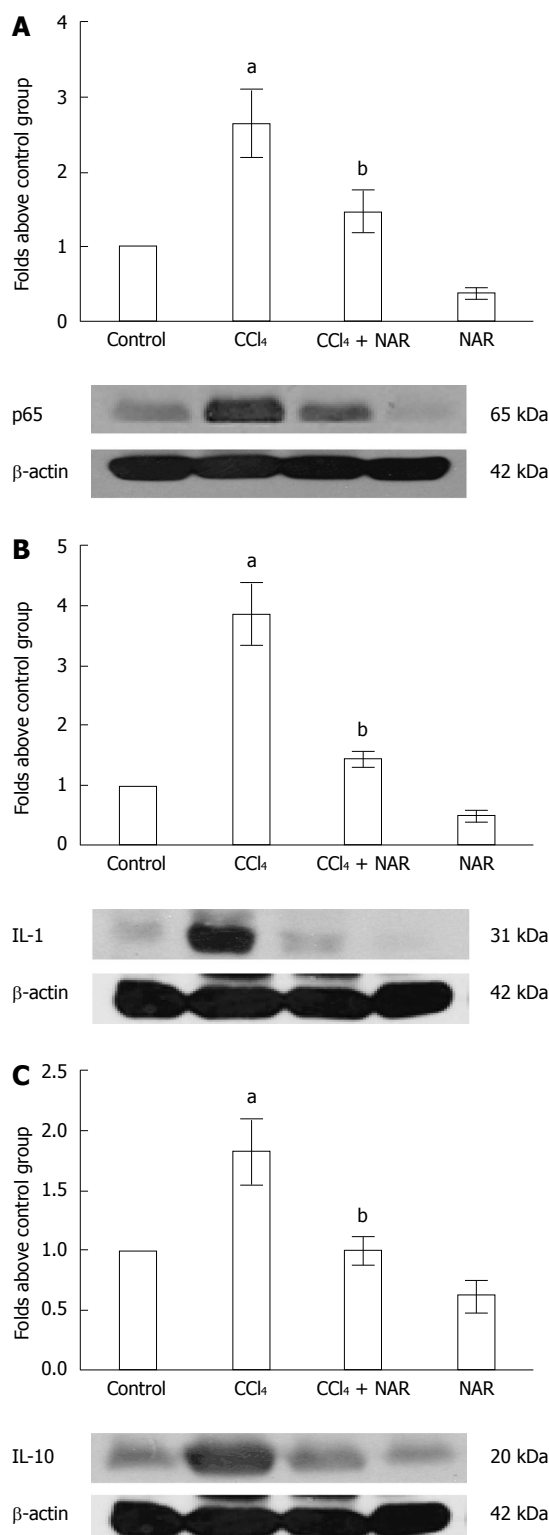 A
Folds above control group
4
3
2
1
0
a
b
Control CCl₄ CCl₄ + NAR NAR
p65 65 kDa
β-actin 42 kDa
B
Folds above control group
5
4
3
2
1
0
a
b
Control CCl₄ CCl₄ + NAR NAR
IL-1 31 kDa
β-actin 42 kDa
C
Folds above control group
2.5
2.0
1.5
1.0
0.5
0.0
a
b
Control CCl₄ CCl₄ + NAR NAR
IL-10 20 kDa
β-actin 42 kDa